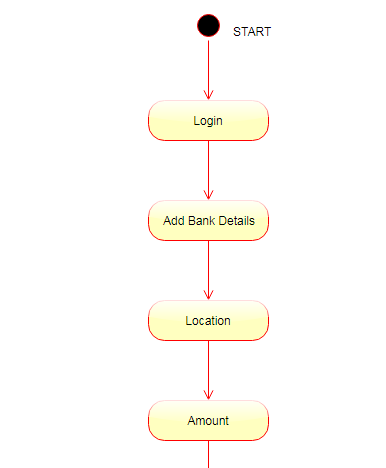 START
Login
Add Bank Details
Location
Amount